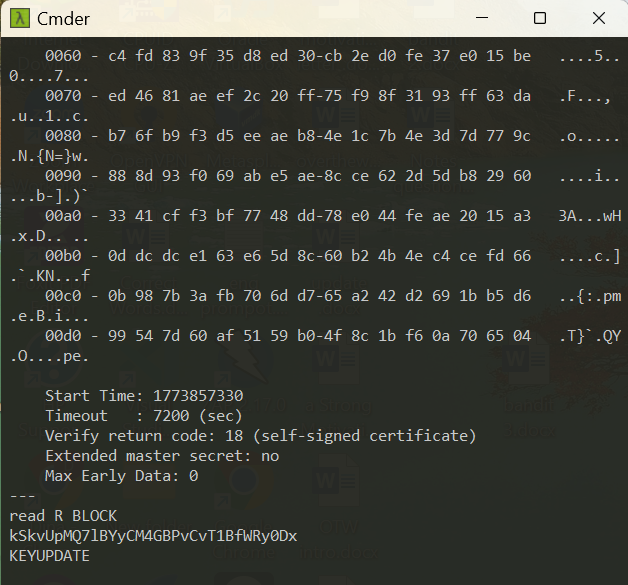 Cmder
0060 - c4 fd 83 9f 35 d8 ed 30-cb 2e d0 fe 37 e0 15 be   ....5..
0....7...
0070 - ed 46 81 ae ef 2c 20 ff-75 f9 8f 31 93 ff 63 da   .F...,
.u..1..c.
0080 - b7 6f b9 f3 d5 ee ae b8-4e 1c 7b 4e 3d 7d 77 9c   .o.....
.N.{N=}w.
0090 - 88 8d 93 f0 69 ab e5 ae-8c ce 62 2d 5d b8 29 60   ....i..
...b-].)`
00a0 - 33 41 cf f3 bf 77 48 dd-78 e0 44 fe ae 20 15 a3   3A...wH
.x.D.. ..
00b0 - 0d dc dc e1 63 e6 5d 8c-60 b2 4b 4e c4 ce fd 66   ....c.]
.`.KN...f
00c0 - 0b 98 7b 3a fb 70 6d d7-65 a2 42 d2 69 1b b5 d6   ..{:.pm
.e.B.i...
00d0 - 99 54 7d 60 af 51 59 b0-4f 8c 1b f6 0a 70 65 04   .T}`.QY
.O....pe.
Start Time: 1773857330
Timeout   : 7200 (sec)
Verify return code: 18 (self-signed certificate)
Extended master secret: no
Max Early Data: 0
---
read R BLOCK
kSkvUpMQ7lBYyCM4GBPvCvT1BfWRy0Dx
KEYUPDATE